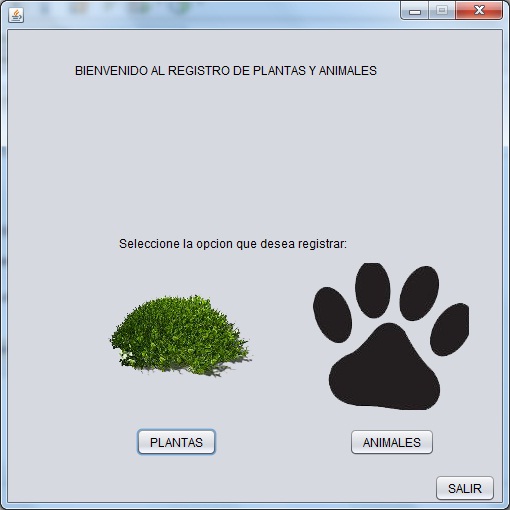 BIENVENIDO AL REGISTRO DE PLANTAS Y ANIMALES
Seleccione la opcion que desea registrar:
PLANTAS
ANIMALES
SALIR